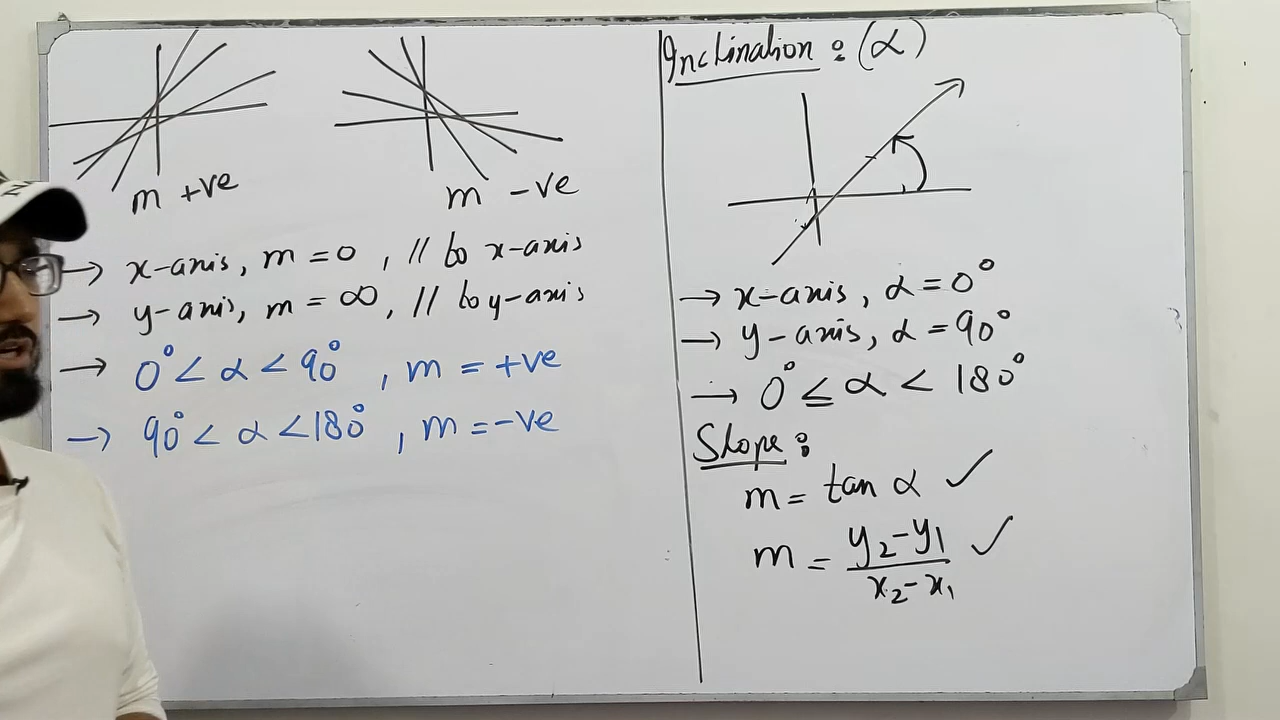 m +ve
m -ve
→ x-axis, m = 0, // to x-axis
→ y-axis, m = ∞, // to y-axis
→ 0° < α < 90°, m = +ve
→ 90° < α < 180°, m = -ve
Inclination : (α)
→ x-axis, α = 0°
→ y-axis, α = 90°
→ 0° ≤ α < 180°
Slope :
m = tan α ✓
m = y₂-y₁ / x₂-x₁ ✓